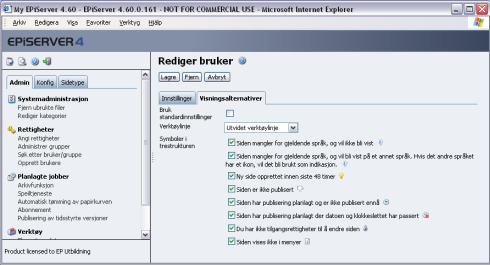 My EPiServer 4.60 - EPiServer 4.60.0.161 - NOT FOR COMMERCIAL USE - Microsoft Internet Explorer
Arkiv Redigera Visa Favoriter Verktyg Hjälp
EPiSERVER 4
Admin Konfig Sidetype
Systemadministrasjon
Fjern ubrukte filer
Rediger kategorier
Rettigheter
Angi rettigheter
Administrer grupper
Søk etter bruker/gruppe
Opprett brukere
Planlagte jobber
Arkivfunksjon
Speiltjeneste
Automatisk tømming av papirkurven
Abonnement
Publisering av tidsstyrte versjoner
Verktøy
Product licensed to EP Utbildning
Rediger bruker
Lagre Fjern Avbryt
Innstillinger Visningsalternativer
Bruk
standardinnstillinger
Verktøylinje
Utvidet verktøylinje
Symboler i
trestrukturen
Siden mangler for gjeldende språk, og vil ikke bli vist
Siden mangler for gjeldende språk, og vil bli vist på et annet språk. Hvis det andre språket
har et ikon, vil det bli brukt som indikasjon.
Ny side opprettet innen siste 48 timer
Siden er ikke publisert
Siden har publisering planlagt og er ikke publisert ennå
Siden har publisering planlagt der datoen og klokkeslettet har passert
Du har ikke tilgangsrettigheter til å endre siden
Siden vises ikke i menyer